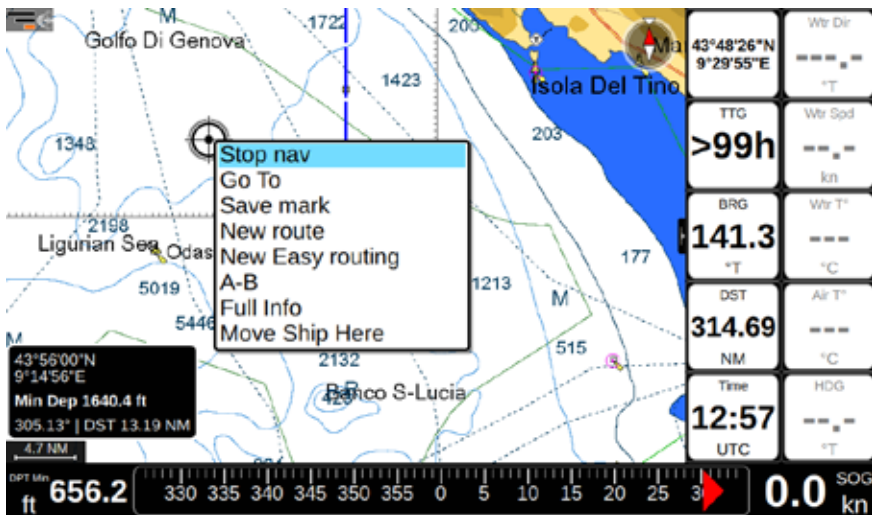 M
1722
203
Golfo Di Genova
Ma
43°48'26"N
9°29'55"E
Wtr Dir
---.-
°T
1423
Isola Del Tino
TTG
>99h
Wtr Spd
--.-
kn
1348
203
Stop nav
Go To
Save mark
New route
New Easy routing
A-B
Full Info
Move Ship Here
BRG
141.3
°T
Wtr T°
---
°C
2198
Ligurian Sea
Odas
177
5019
1213
M
DST
314.69
NM
Air T°
---
°C
5446
M
515
2132
43°56'00"N
9°14'56"E
Min Dep 1640.4 ft
305.13° | DST 13.19 NM
Banco S-Lucia
Time
12:57
UTC
HDG
--.-
°T
4.7 NM
DPT Min
ft
656.2
330 335 340 345 350 355 0 5 10 15 20 25
0.0
SOG
kn